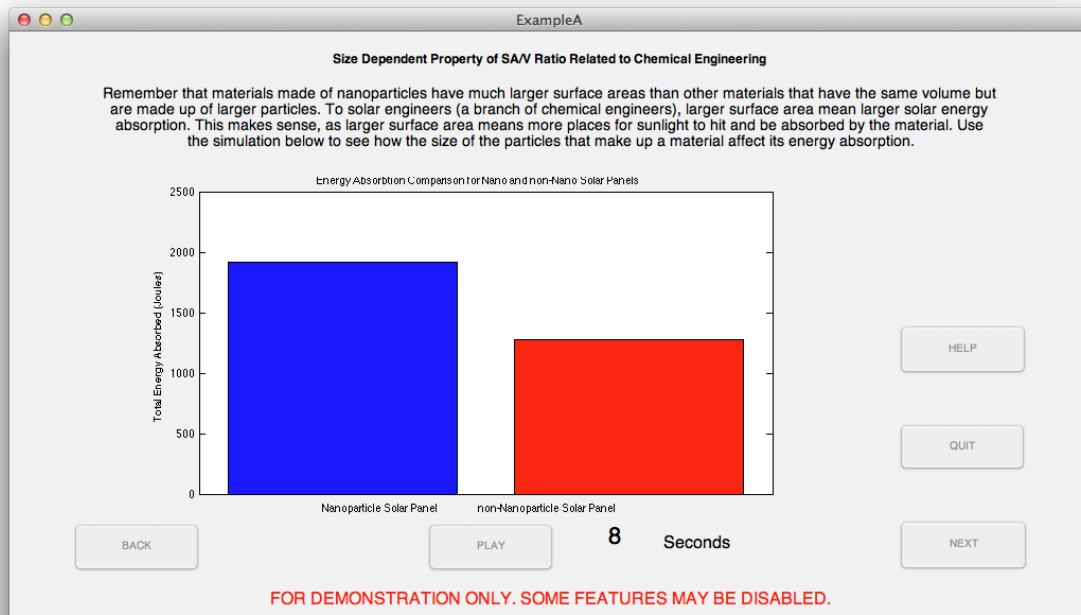 ExampleA
Size Dependent Property of SA/V Ratio Related to Chemical Engineering
Remember that materials made of nanoparticles have much larger surface areas than other materials that have the same volume but
are made up of larger particles. To solar engineers (a branch of chemical engineers), larger surface area mean larger solar energy
absorption. This makes sense, as larger surface area means more places for sunlight to hit and be absorbed by the material. Use
the simulation below to see how the size of the particles that make up a material affect its energy absorption.
Energy Absorbtion Comparison for Nano and non-Nano Solar Panels
2500
2000
1500
1000
500
0
Total Energy Absorbed (Joules)
Nanoparticle Solar Panel non-Nanoparticle Solar Panel
HELP
QUIT
BACK
PLAY
8 Seconds
NEXT
FOR DEMONSTRATION ONLY. SOME FEATURES MAY BE DISABLED.